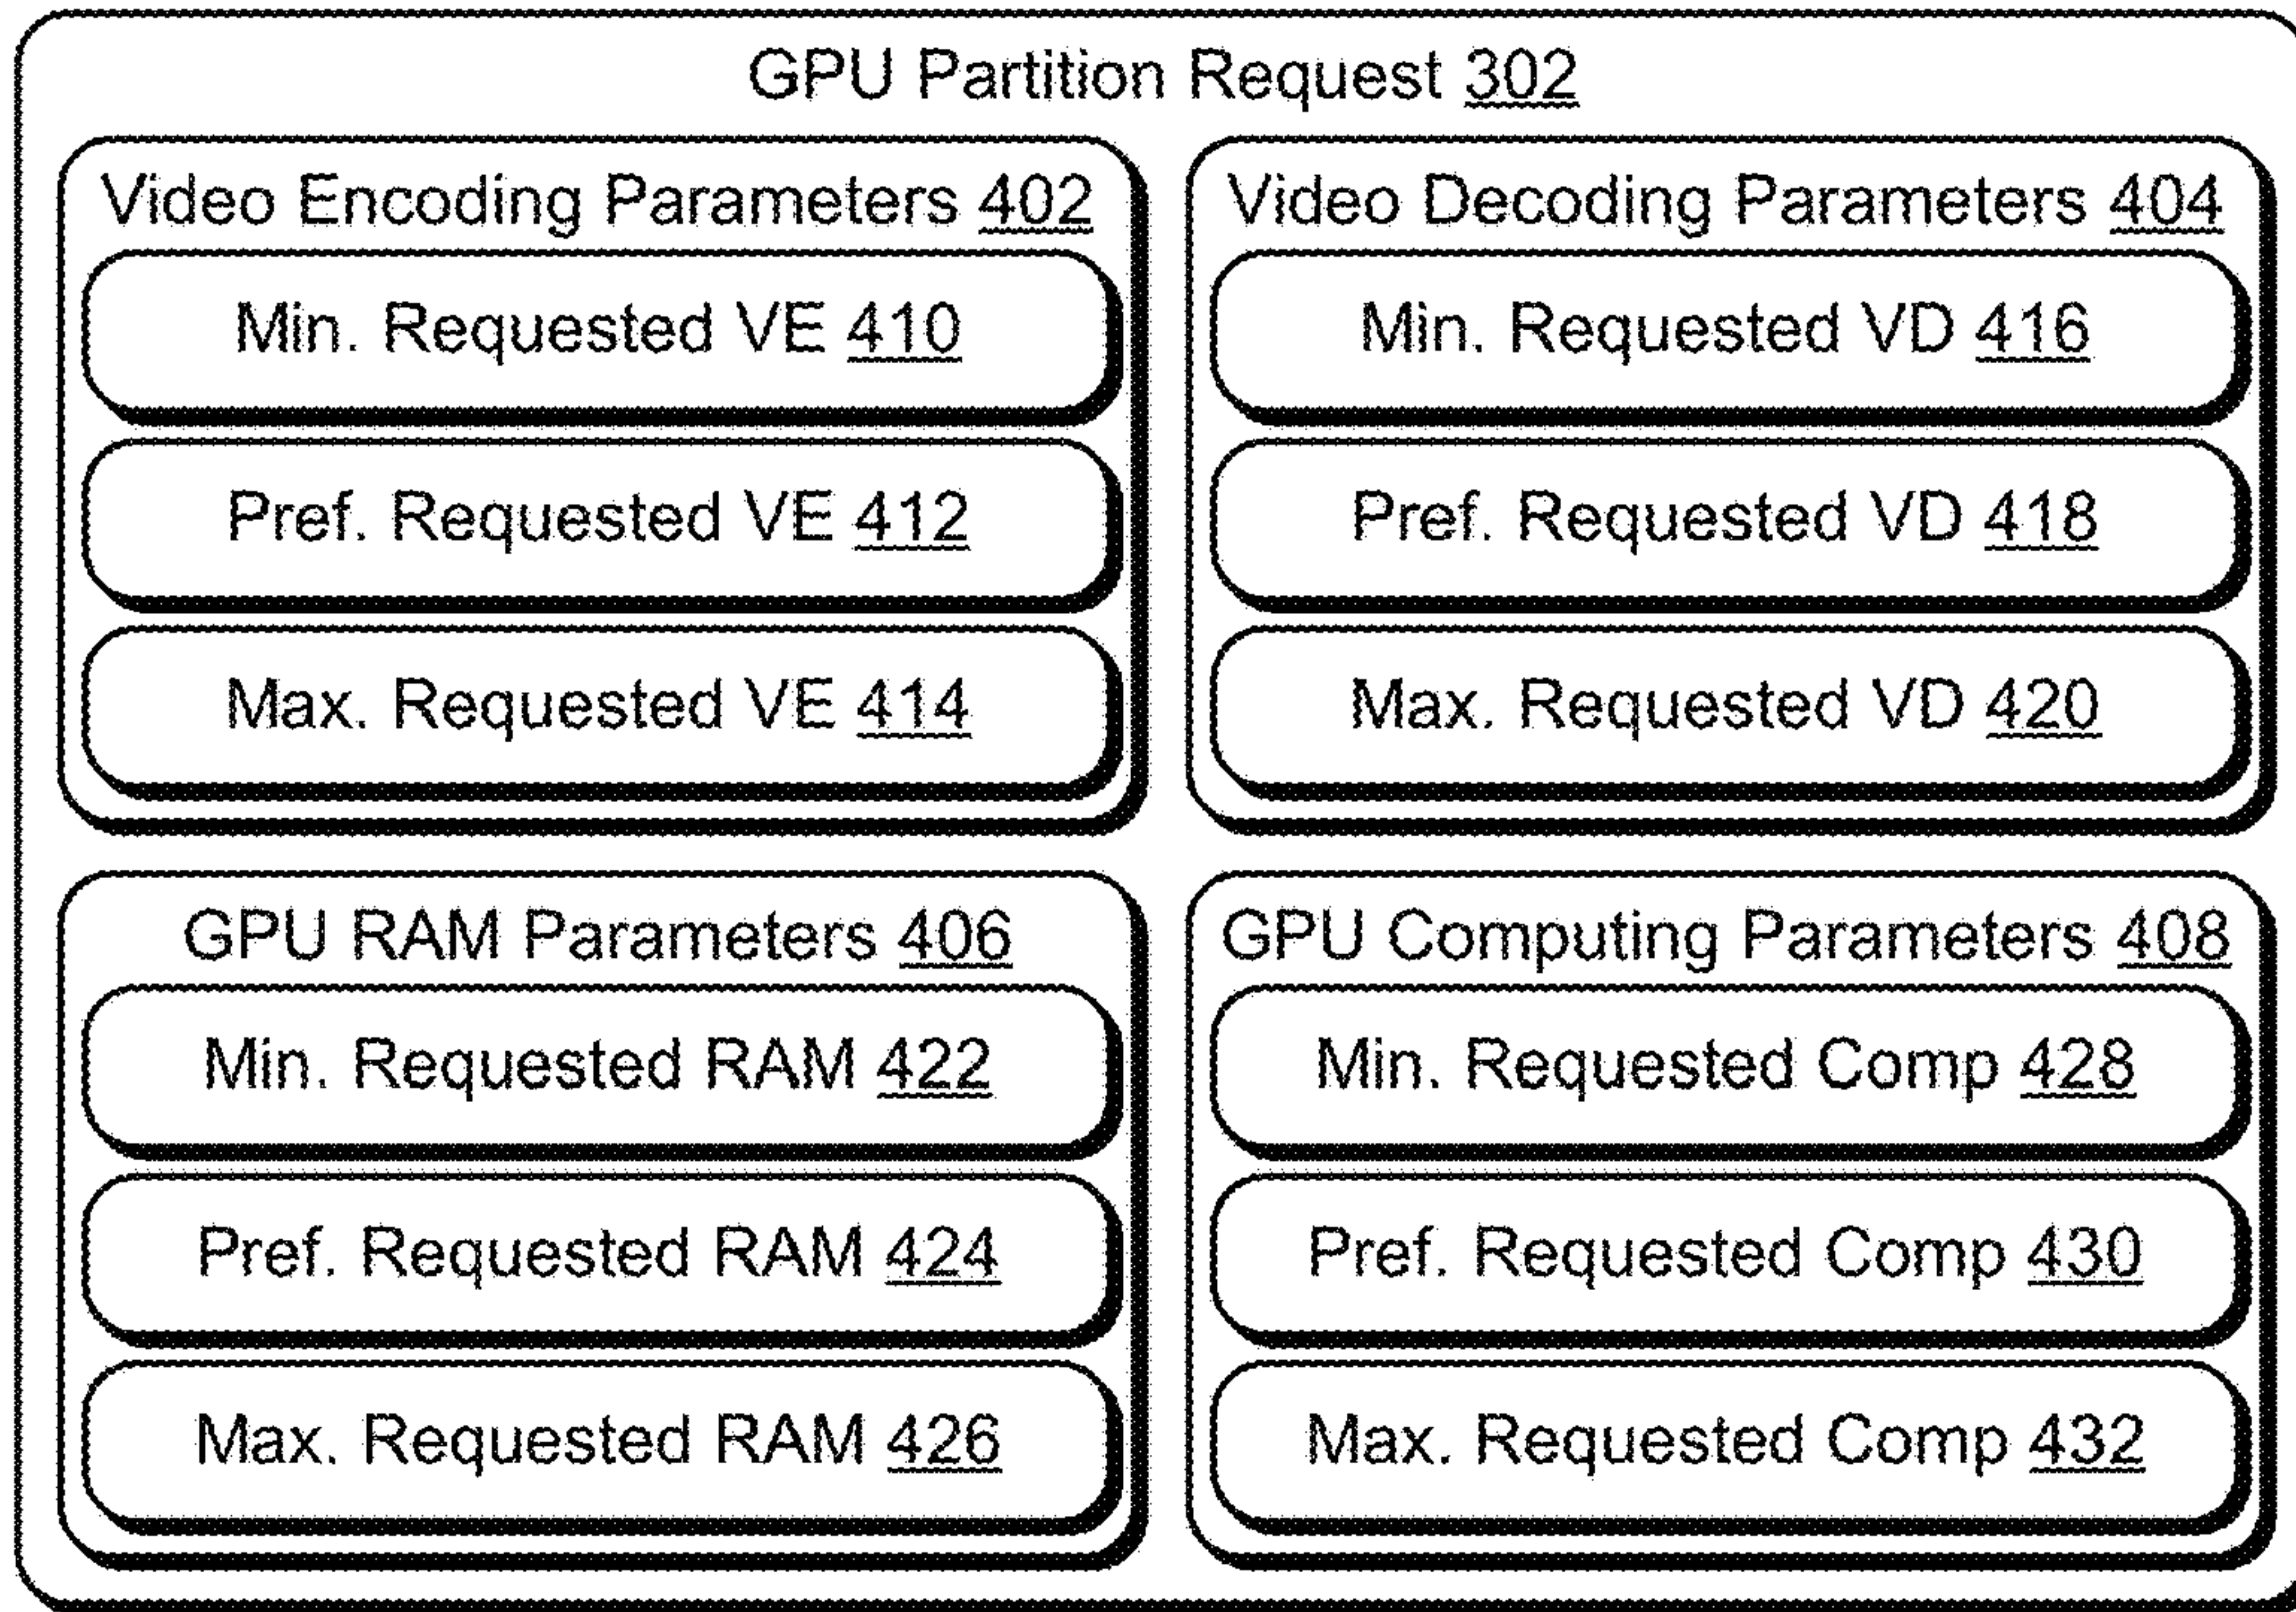 GPU Partition Request 302
Video Encoding Parameters 402
Min. Requested VE 410
Pref. Requested VE 412
Max. Requested VE 414
Video Decoding Parameters 404
Min. Requested VD 416
Pref. Requested VD 418
Max. Requested VD 420
GPU RAM Parameters 406
Min. Requested RAM 422
Pref. Requested RAM 424
Max. Requested RAM 426
GPU Computing Parameters 408
Min. Requested Comp 428
Pref. Requested Comp 430
Max. Requested Comp 432